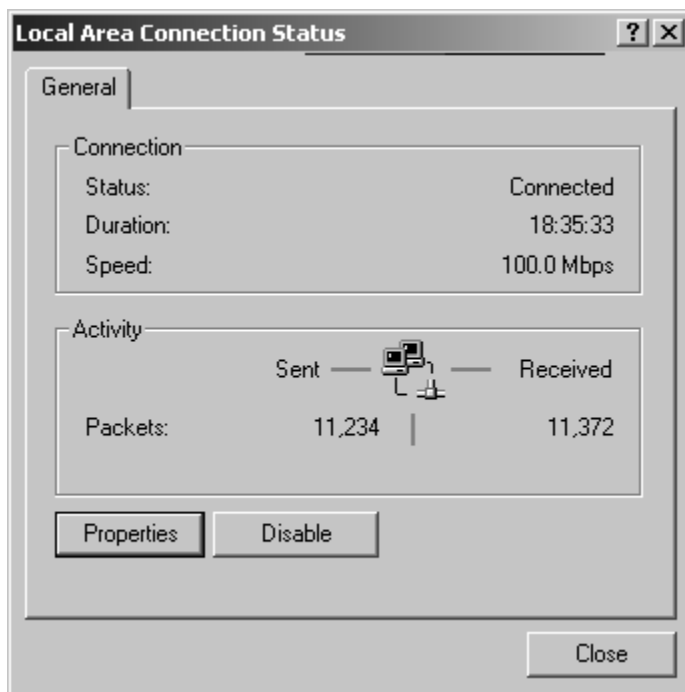 Local Area Connection Status
General
Connection
Status: Connected
Duration: 18:35:33
Speed: 100.0 Mbps
Activity
Sent Received
Packets: 11,234 11,372
Properties Disable
Close